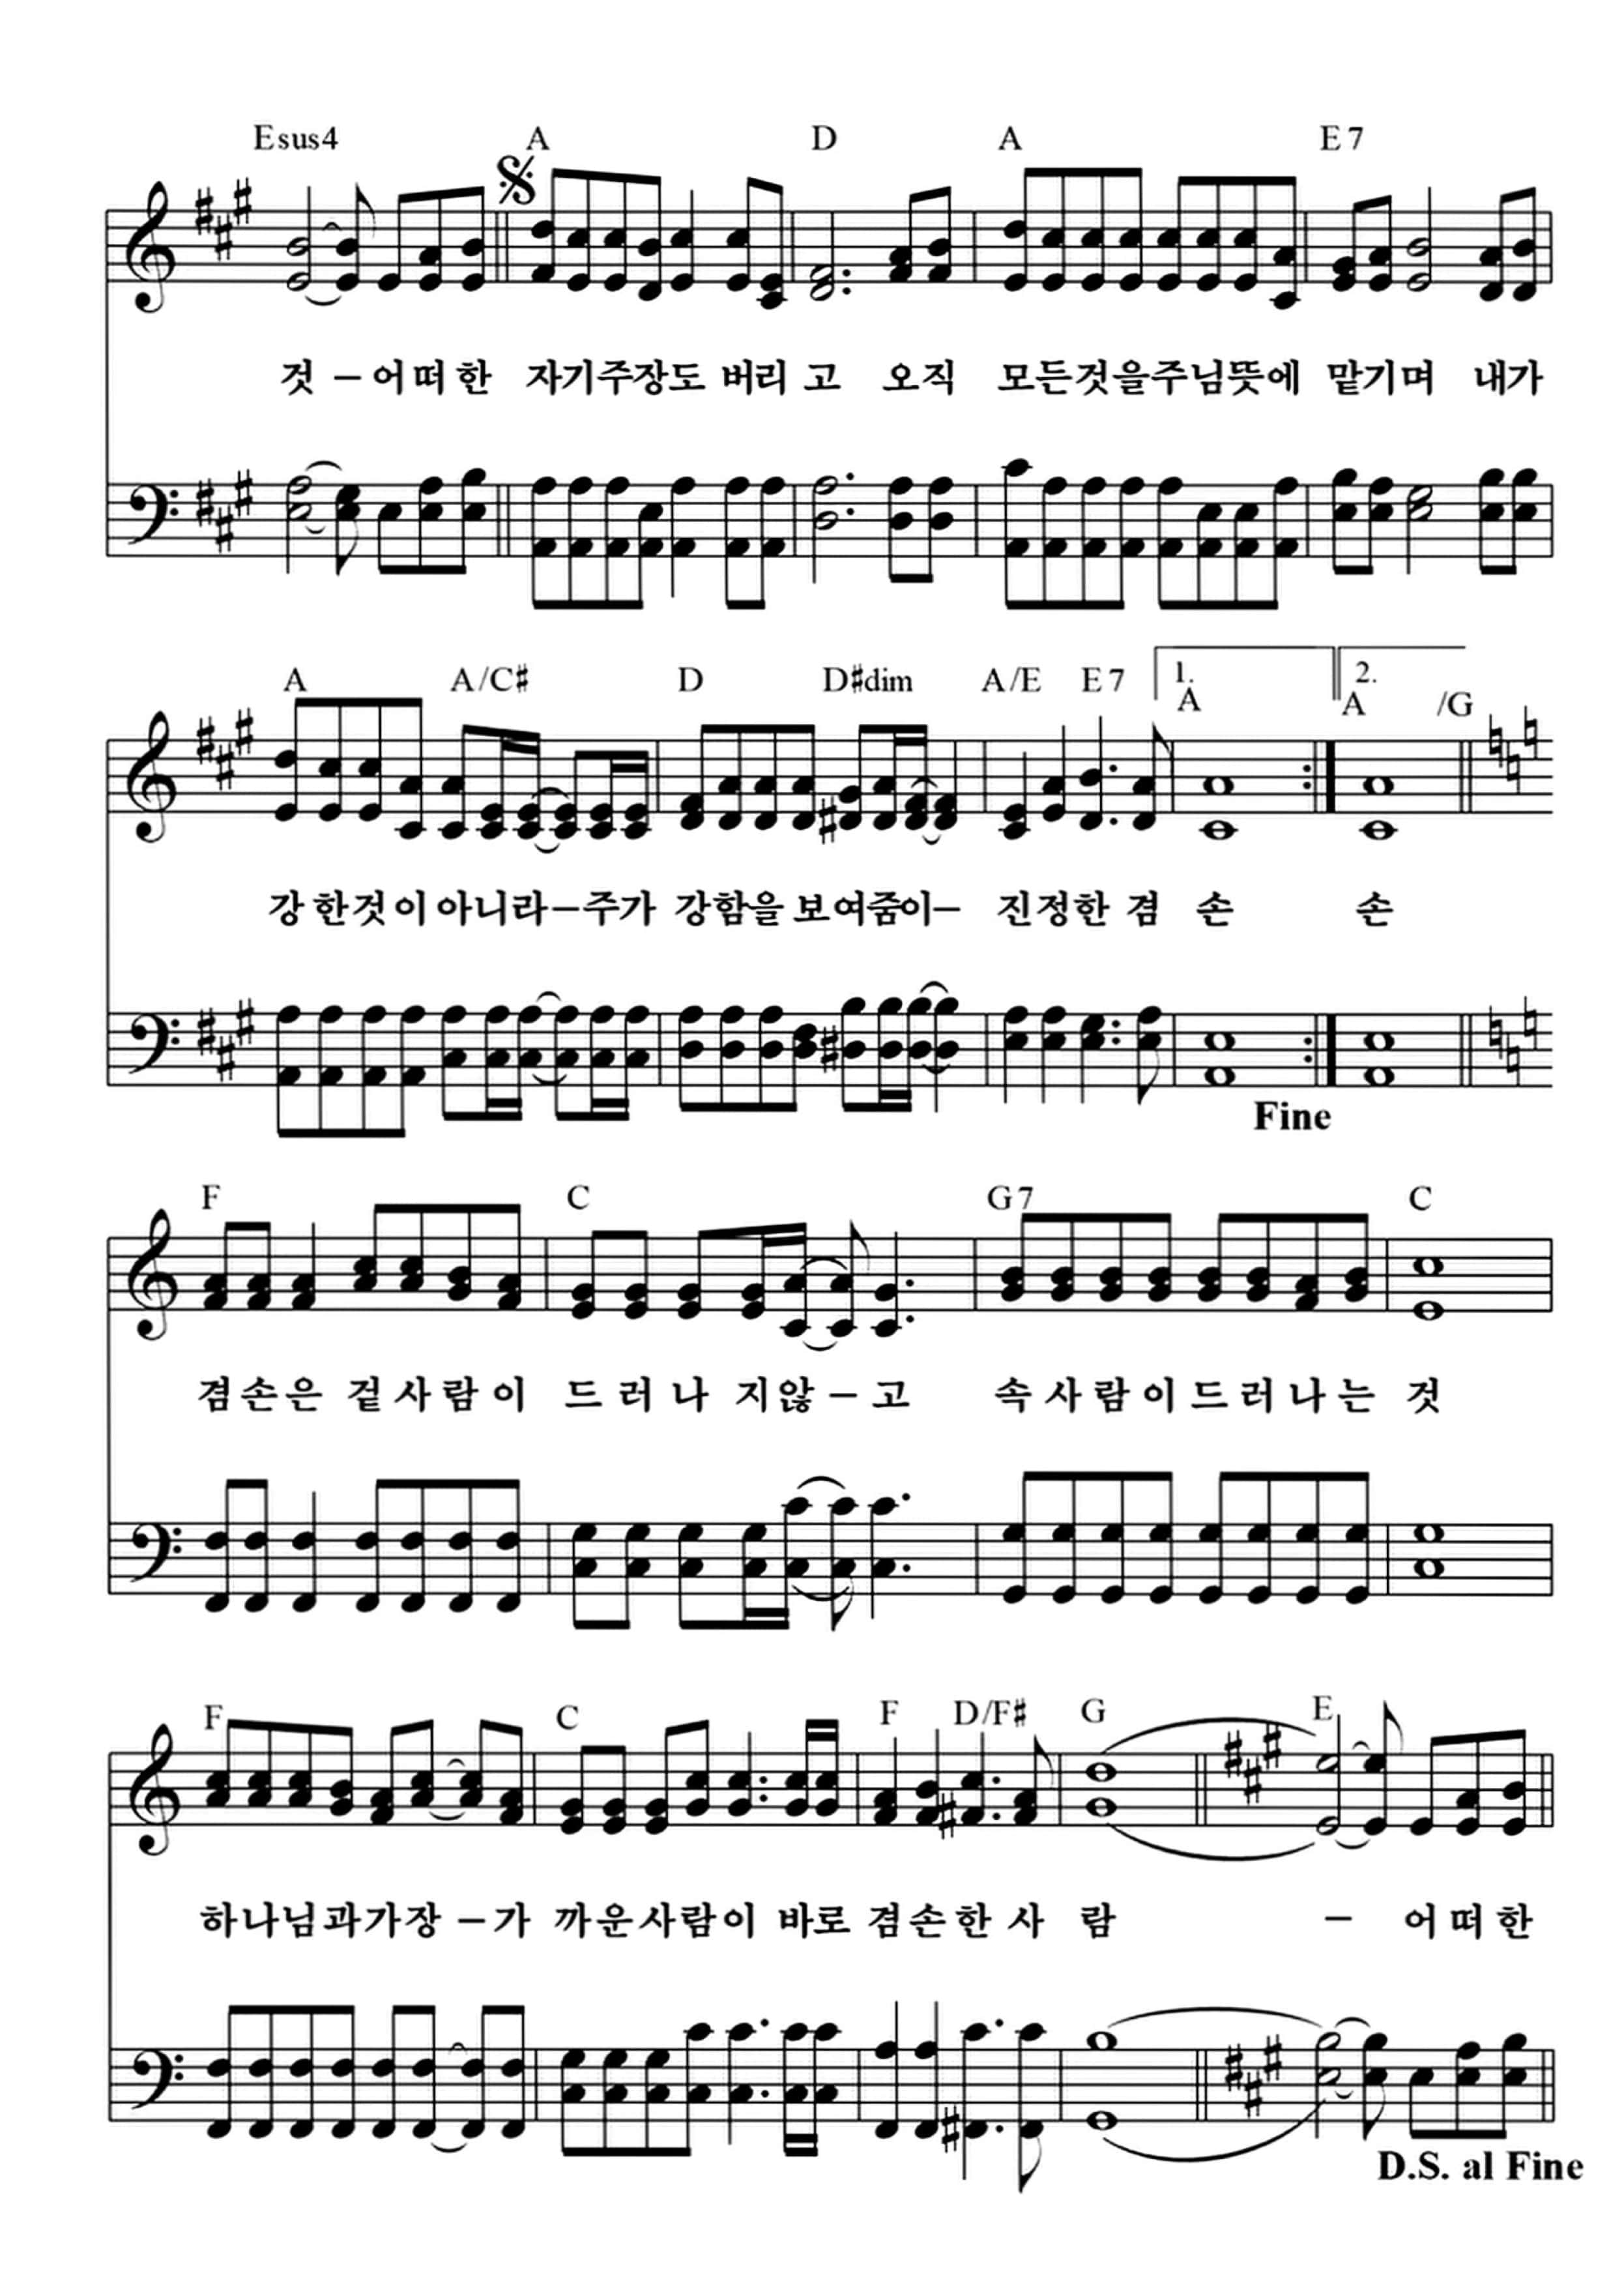 Esus4 A D A E7
것 - 어떠한 자기주장도 버리 고 오직 모든것을주님뜻에 맡기며 내가
A A/C♯ D D♯dim A/E E7 1. A 2. A /G
강한것이 아니라-주가 강함을 보여줌이- 진정한 겸 손 손
Fine
F C G7 C
겸손은 겉사람이 드러나 지않-고 속사람이드러나는 것
F C F D/F♯ G E
하나님과가장 -가 까운사람이 바로 겸손한 사 람 - 어떠한
D.S. al Fine